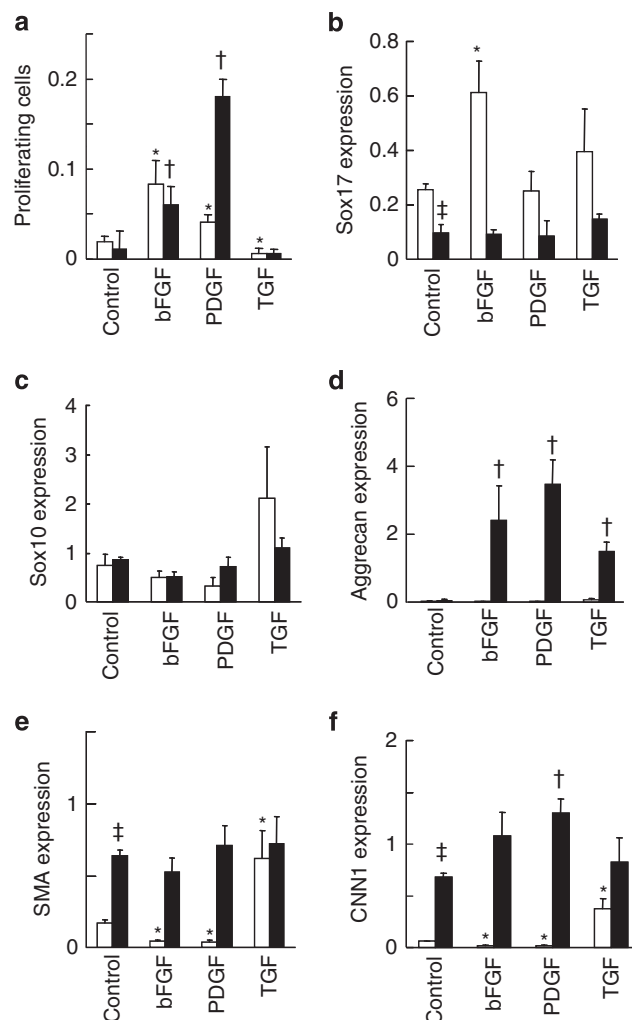 a
Proliferating cells
0.2
0.1
0
*
†
*
†
*
Control
bFGF
PDGF
TGF
b
Sox17 expression
0.8
0.6
0.4
0.2
0
‡
*
Control
bFGF
PDGF
TGF
c
Sox10 expression
4
3
2
1
0
Control
bFGF
PDGF
TGF
d
Aggrecan expression
6
4
2
0
†
†
†
Control
bFGF
PDGF
TGF
e
SMA expression
1
0
‡
*
*
*
Control
bFGF
PDGF
TGF
f
CNN1 expression
2
1
0
‡
*
*
†
*
Control
bFGF
PDGF
TGF